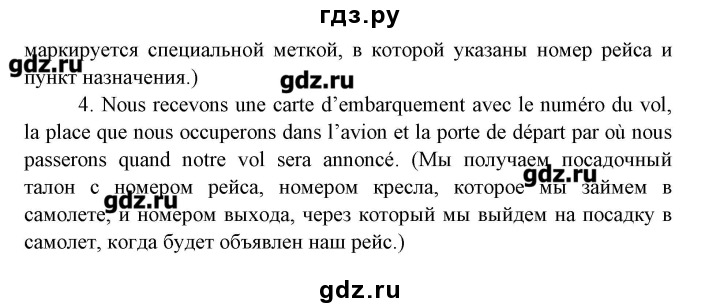 гдз.ру
маркируется специальной меткой, в которой указаны номер рейса и
gdz.ru
пункт назначения.)
gdz.ru
4. Nous recevons une carte d’embarquement avec le numéro du vol,
la place que nous occuperons dans l’avion et la porte de départ par où nous
passerons quand notre vol sera annoncé. (Мы получаем посадочный
gdz.ru
талон с номером рейса, номером кресла, которое мы займем в
gdz.ru
самолете, и номером выхода, через который мы выйдем на посадку в
самолет, когда будет объявлен наш рейс.)
gdz.ru